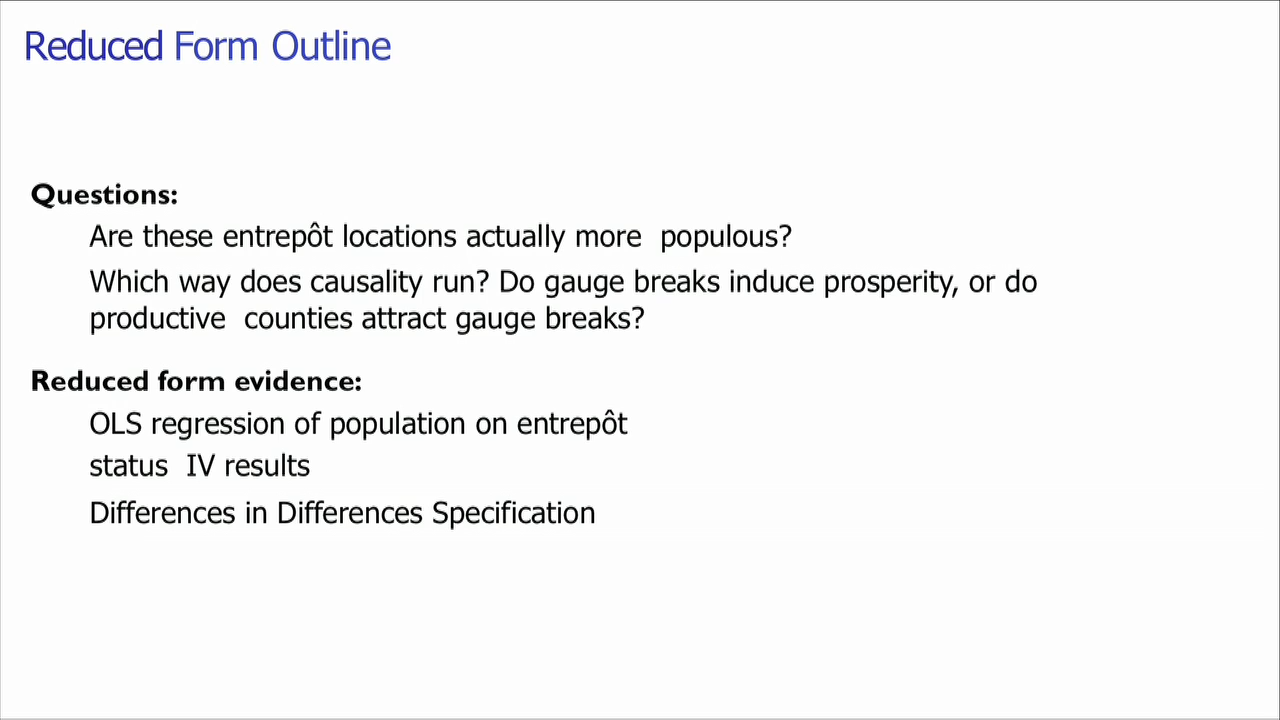 Reduced Form Outline
Questions:
Are these entrepôt locations actually more populous?
Which way does causality run? Do gauge breaks induce prosperity, or do
productive counties attract gauge breaks?
Reduced form evidence:
OLS regression of population on entrepôt
status IV results
Differences in Differences Specification